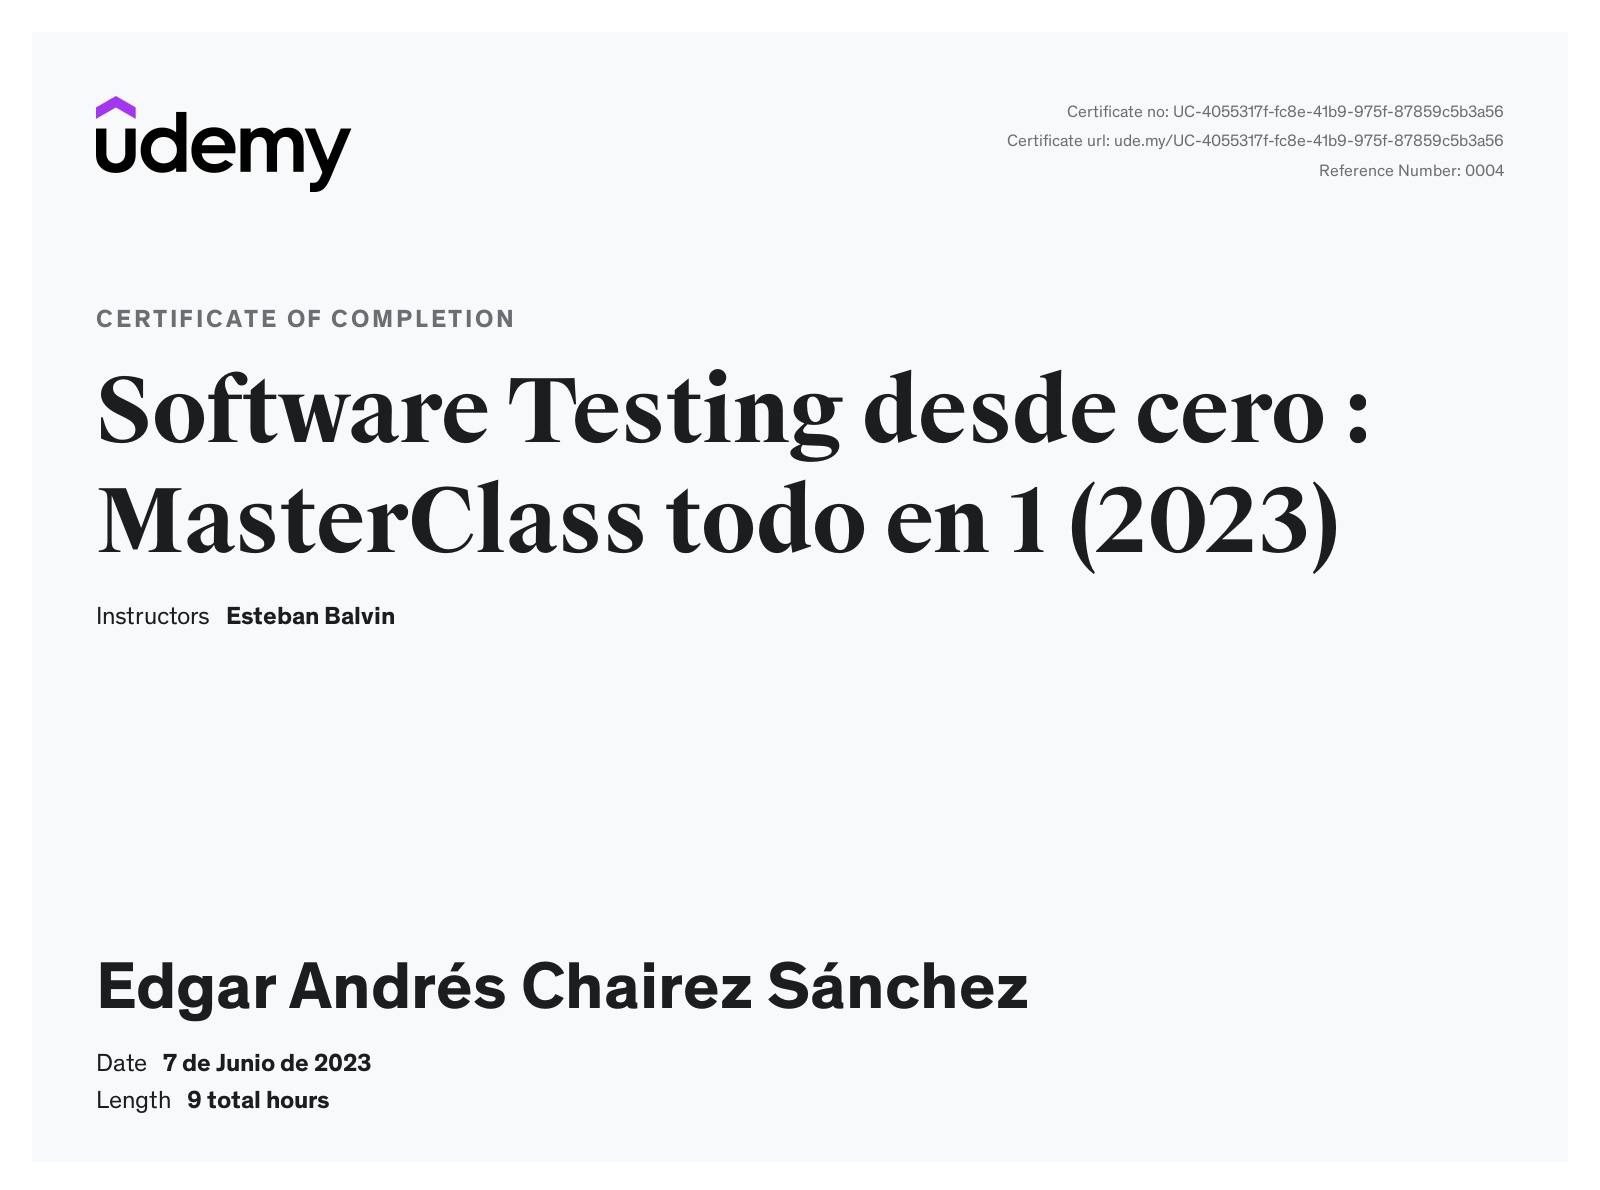 udemy
Certificate no: UC-4055317f-fc8e-41b9-975f-87859c5b3a56
Certificate url: ude.my/UC-4055317f-fc8e-41b9-975f-87859c5b3a56
Reference Number: 0004
CERTIFICATE OF COMPLETION
Software Testing desde cero :
MasterClass todo en 1 (2023)
Instructors Esteban Balvin
Edgar Andrés Chairez Sánchez
Date 7 de Junio de 2023
Length 9 total hours